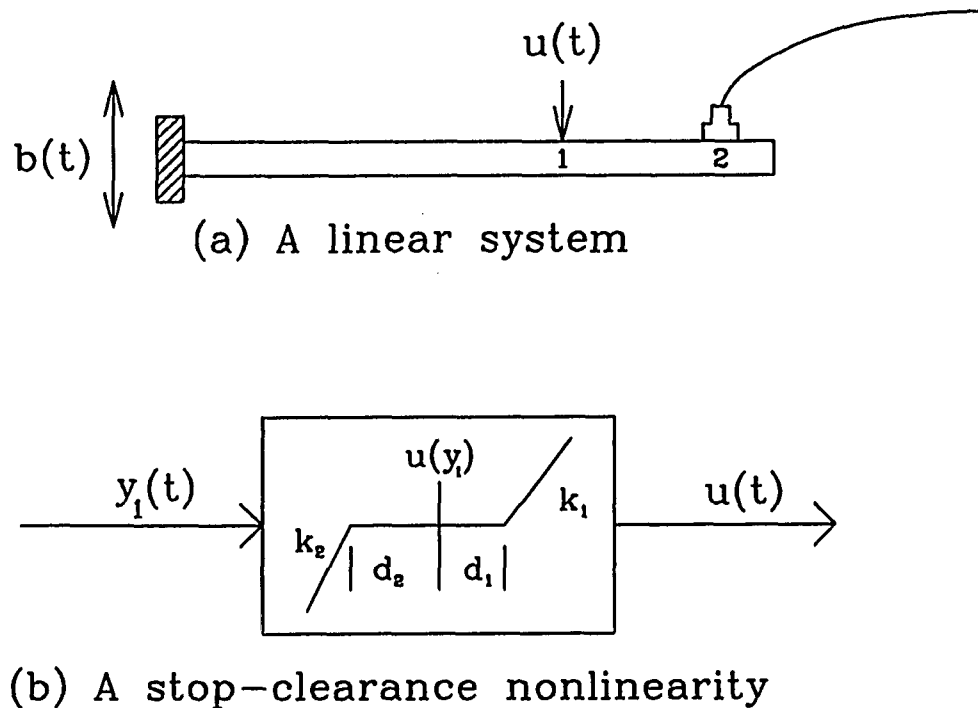 u(t)
b(t)
1 2
(a) A linear system
y₁(t) u(y₁) u(t)
k₁
k₂
d₂ d₁
(b) A stop-clearance nonlinearity